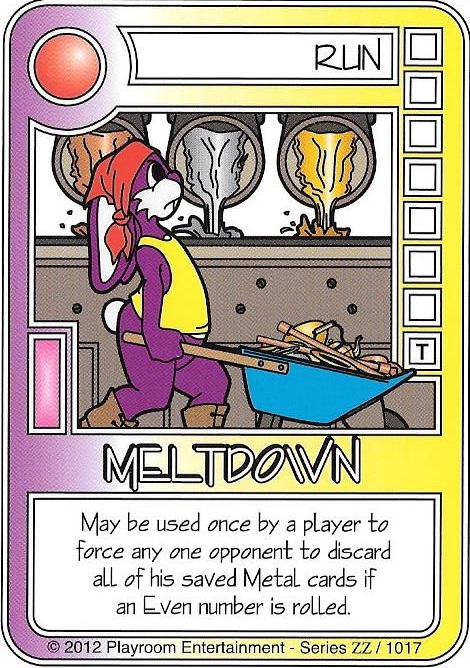 RUN
T
MELTDOWN
May be used once by a player to
force any one opponent to discard
all of his saved Metal cards if
an Even number is rolled.
© 2012 Playroom Entertainment - Series ZZ / 1017